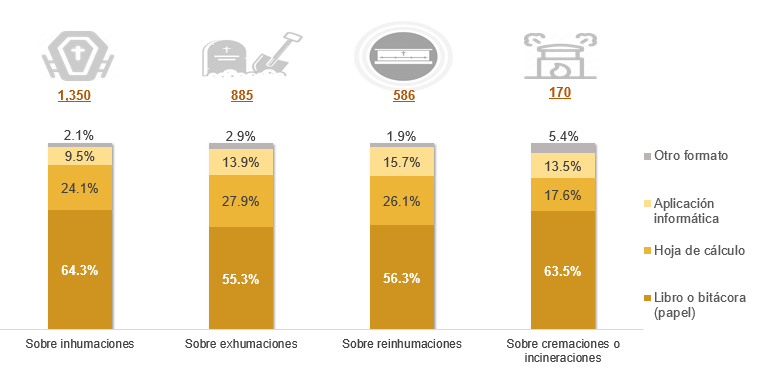 1,350
885
586
170
2.1%
2.9%
1.9%
5.4%
9.5%
13.9%
15.7%
13.5%
24.1%
27.9%
26.1%
17.6%
64.3%
55.3%
56.3%
63.5%
Otro formato
Aplicación
informática
Hoja de cálculo
Libro o bitácora
(papel)
Sobre inhumaciones
Sobre exhumaciones
Sobre reinhumaciones
Sobre cremaciones o
incineraciones